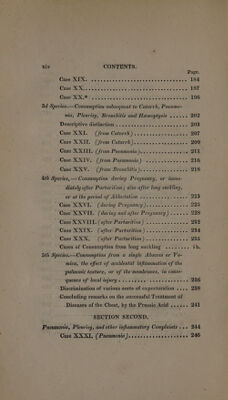 xiv CONTENTS.
Page.
Case XIX. . . . . . . . . . . . . . . . . . . . . . . . . . . 184
Case XX. . . . . . . . . . . . . . . . . . . . . . . . . . . . 187
Case XX.* . . . . . . . . . . . . . . . . . . . . . . . . . . 196
3d Species.—Consumption subsequent to Catarrh, Pneumo-
nia, Pleurisy, Bronchitis and Hæmoptysis . . . . . . 202
Descriptive distinction . . . . . . . . . . . . . . . . . . . . 203
Case XXI. (from Catarrh) . . . . . . . . . . . . . . . . 207
Case XXII. (from Catarrh) . . . . . . . . . . . . . . . 209
Case XXIII. (from Pneumonia) . . . . . . . . . . . . 211
Case XXIV. (from Pneumonia) . . . . . . . . . . . . 216
Case XXV. (from Bronchitis) . . . . . . . . . . . . . 218
4th Species.—Consumption during Pregnancy, or imme-
diately after Parturition; also after long suckling,
or at the period of Ablactation . . . . . . . . . . . . 223
Case XXVI. (during Pregnancy) . . . . . . . . . . . 225
Case XXVII. (during and after Pregnancy) . . . . . 228
Case XXVIII. (after Parturition) . . . . . . . . . . . 232
Case XXIX. (after Parturition) . . . . . . . . . . . . 234
Case XXX. (after Parturition) . . . . . . . . . . . . . 235
Cases of Consumption from long suckling . . . . . . ib.
5th Species.—Consumption from a single Abscess or Vo-
mica, the effect of accidental inflammation of the
pulmonic texture, or of the membranes, in conse-
quence of local injury . . . . . . . . . . . . . . . . . . 236
Discrimination of various sorts of expectoration . . . . 238
Concluding remarks on the successful Treatment of
Diseases of the Chest, by the Prussic Acid . . . . . . 241
SECTION SECOND.
Pneumonia, Pleurisy, and other inflammatory Complaints . . . 244
Case XXXI. (Pneumonia) . . . . . . . . . . . . . . . . 246